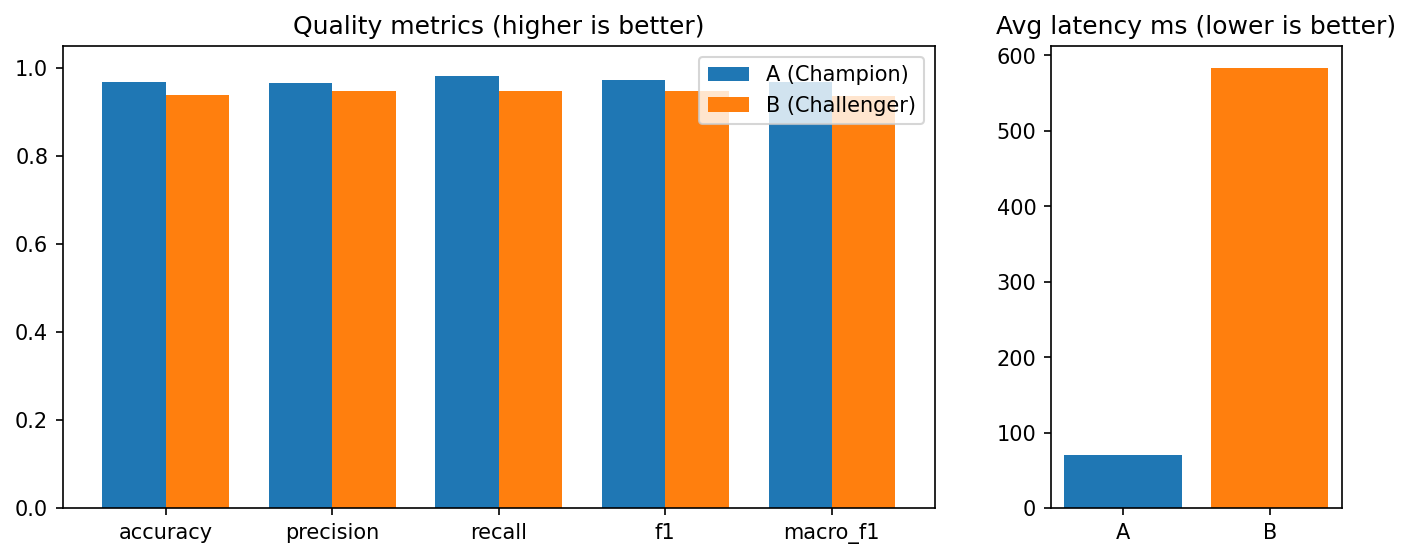 Quality metrics (higher is better)
1.0
0.8
0.6
0.4
0.2
0.0
A (Champion)
B (Challenger)
accuracy
precision
recall
f1
macro_f1
Avg latency ms (lower is better)
600
500
400
300
200
100
0
A
B